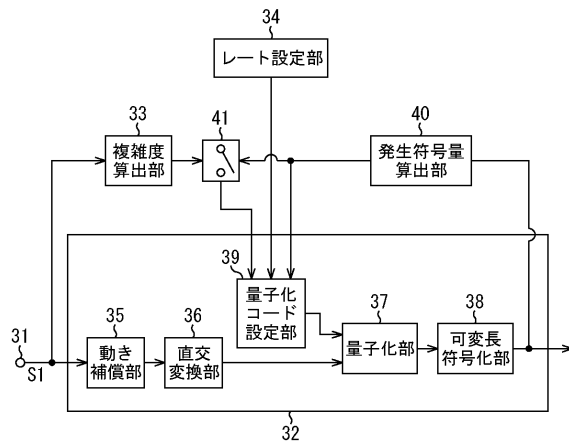 34
レート設定部
33
複雑度
算出部
41
40
発生符号量
算出部
39
量子化
コード
設定部
31
S1
35
動き
補償部
36
直交
変換部
37
量子化部
38
可変長
符号化部
32